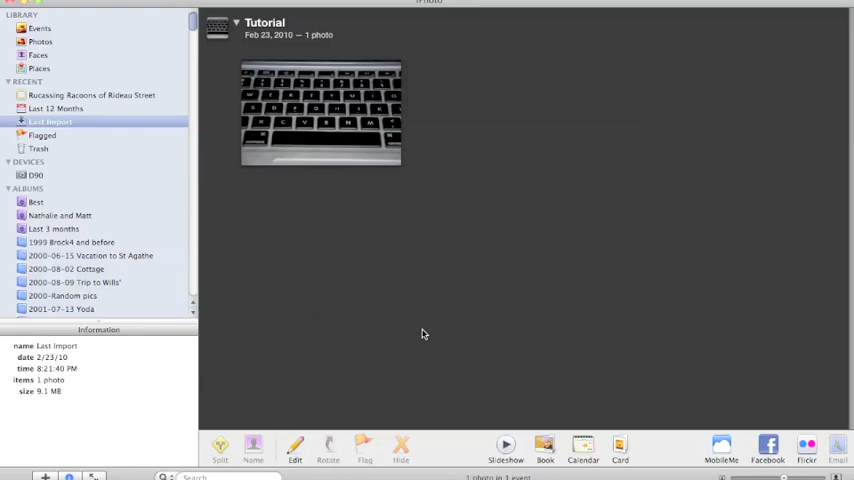 iPhoto
LIBRARY
Events
Photos
Faces
Places
RECENT
Rucassing Racoons of Rideau Street
Last 12 Months
Last Import
Flagged
Trash
DEVICES
D90
ALBUMS
Best
Nathalie and Matt
Last 3 months
1999 Brock4 and before
2000-06-15 Vacation to St Agathe
2000-08-02 Cottage
2000-08-09 Trip to Wills'
2000-Random pics
2001-07-13 Yoda
Information
name Last Import
date 2/23/10
time 8:21:40 PM
items 1 photo
size 9.1 MB
Tutorial
Feb 23, 2010 — 1 photo
Split
Name
Edit
Rotate
Flag
Hide
Slideshow
Book
Calendar
Card
MobileMe
Facebook
Flickr
Email
Search
1 photo in 1 event